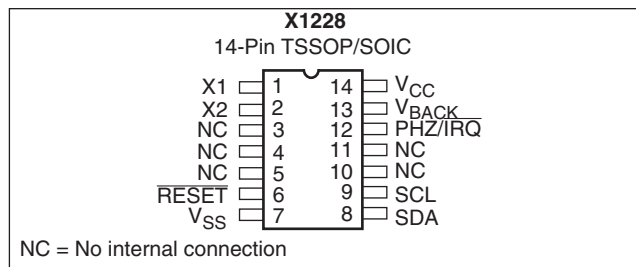 X1228
14-Pin TSSOP/SOIC
X1 1 14 VCC
X2 2 13 VBACK
NC 3 12 PHZ/IRQ
NC 4 11 NC
NC 5 10 NC
RESET 6 9 SCL
VSS 7 8 SDA
NC = No internal connection